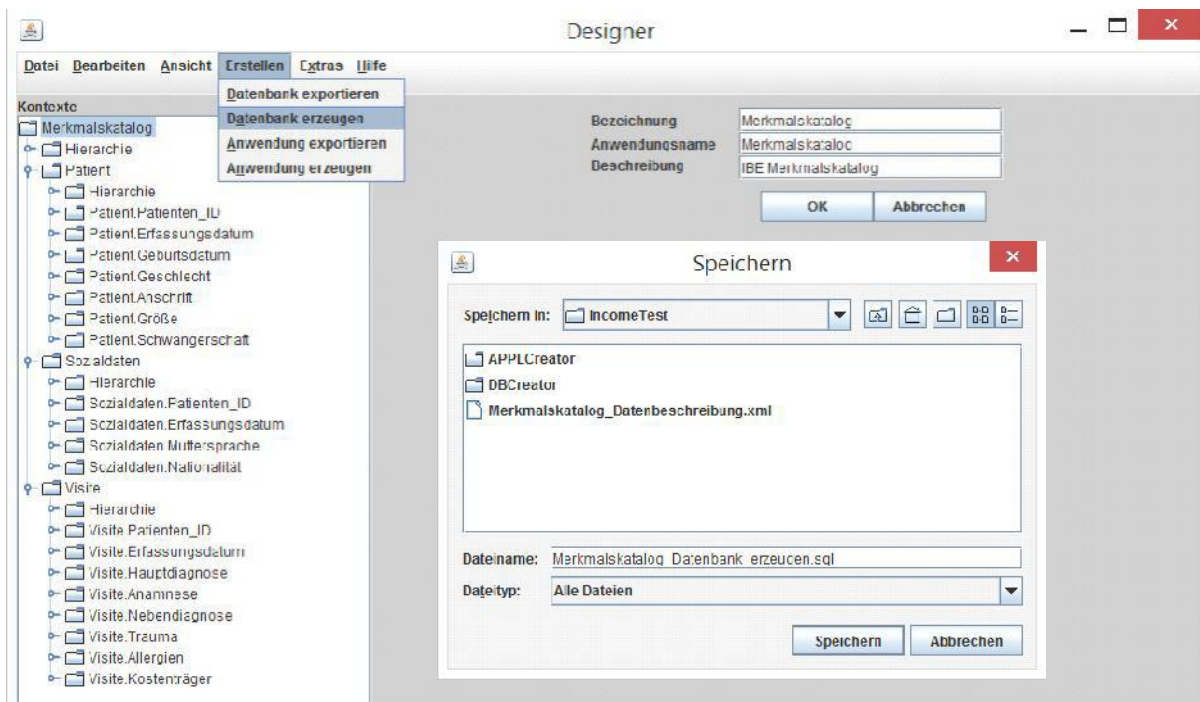 Designer
Datei Bearbeiten Ansicht Erstellen Extras Hilfe
Datenbank exportieren
Datenbank erzeugen
Anwendung exportieren
Anwendung erzeugen
Kontexte
Merkmalskatalog
Hierarchie
Patient
Hierarchie
Patient.Patienten_ID
Patient.Erfassungsdatum
Patient.Geburtsdatum
Patient.Geschlecht
Patient.Anschrift
Patient.Größe
Patient.Schwangerschaft
Sozialdaten
Hierarchie
Sozialdaten.Patienten_ID
Sozialdaten.Erfassungsdatum
Sozialdaten.Muttersprache
Sozialdaten.Nationalität
Visite
Hierarchie
Visite.Patienten_ID
Visite.Erfassungsdatum
Visite.Hauptdiagnose
Visite.Anamnese
Visite.Nebendiagnose
Visite.Trauma
Visite.Allergien
Visite.Kostenträger
Bezeichnung Merkmalskatalog
Anwendungsname Merkmalskatalog
Beschreibung IBE Merkmalskatalog
OK Abbrechen
Speichern
Speichern in: IncomeTest
APPLCreator
DBCreator
Merkmalskatalog_Datenbeschreibung.xml
Dateiname: Merkmalskatalog_Datenbank_erzeugen.sql
Dateityp: Alle Dateien
Speichern Abbrechen